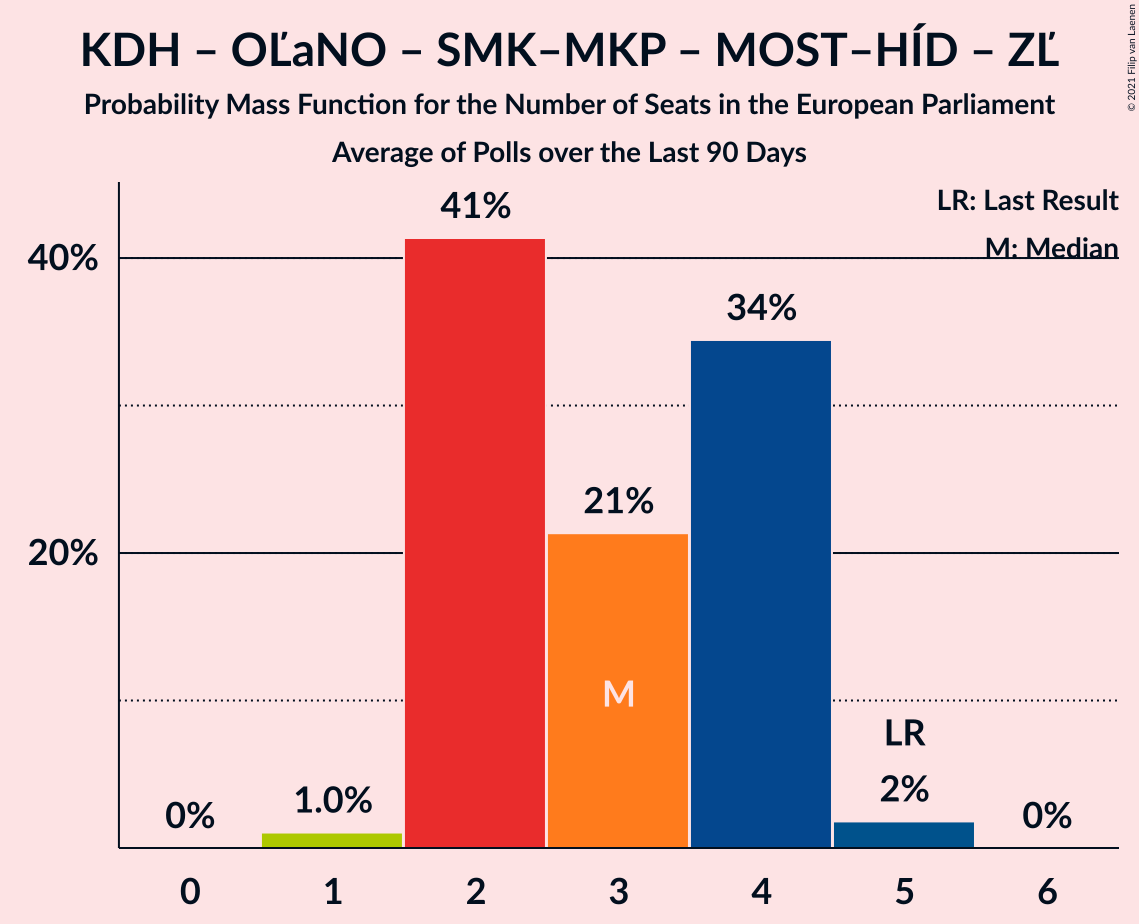 KDH – OĽaNO – SMK–MKP – MOST–HÍD – ZĽ
Probability Mass Function for the Number of Seats in the European Parliament
Average of Polls over the Last 90 Days
© 2021 Filip van Laenen
LR: Last Result
M: Median
41%
40%
34%
21%
20%
M
LR
2%
1.0%
0%
0%
0 1 2 3 4 5 6